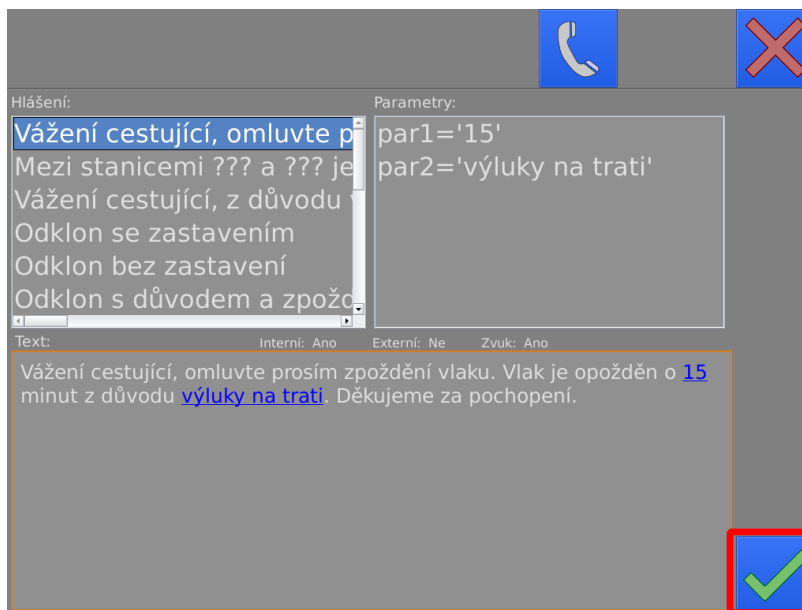 Hlášení:
Parametry:
Vážení cestující, omluvte p
Mezi stanicemi ??? a ??? je
Vážení cestující, z důvodu
Odklon se zastavením
Odklon bez zastavení
Odklon s důvodem a zpožd
par1='15'
par2='výluky na trati'
Text:
Interní: Ano
Externí: Ne
Zvuk: Ano
Vážení cestující, omluvte prosím zpoždění vlaku. Vlak je opožděn o 15
minut z důvodu výluky na trati. Děkujeme za pochopení.